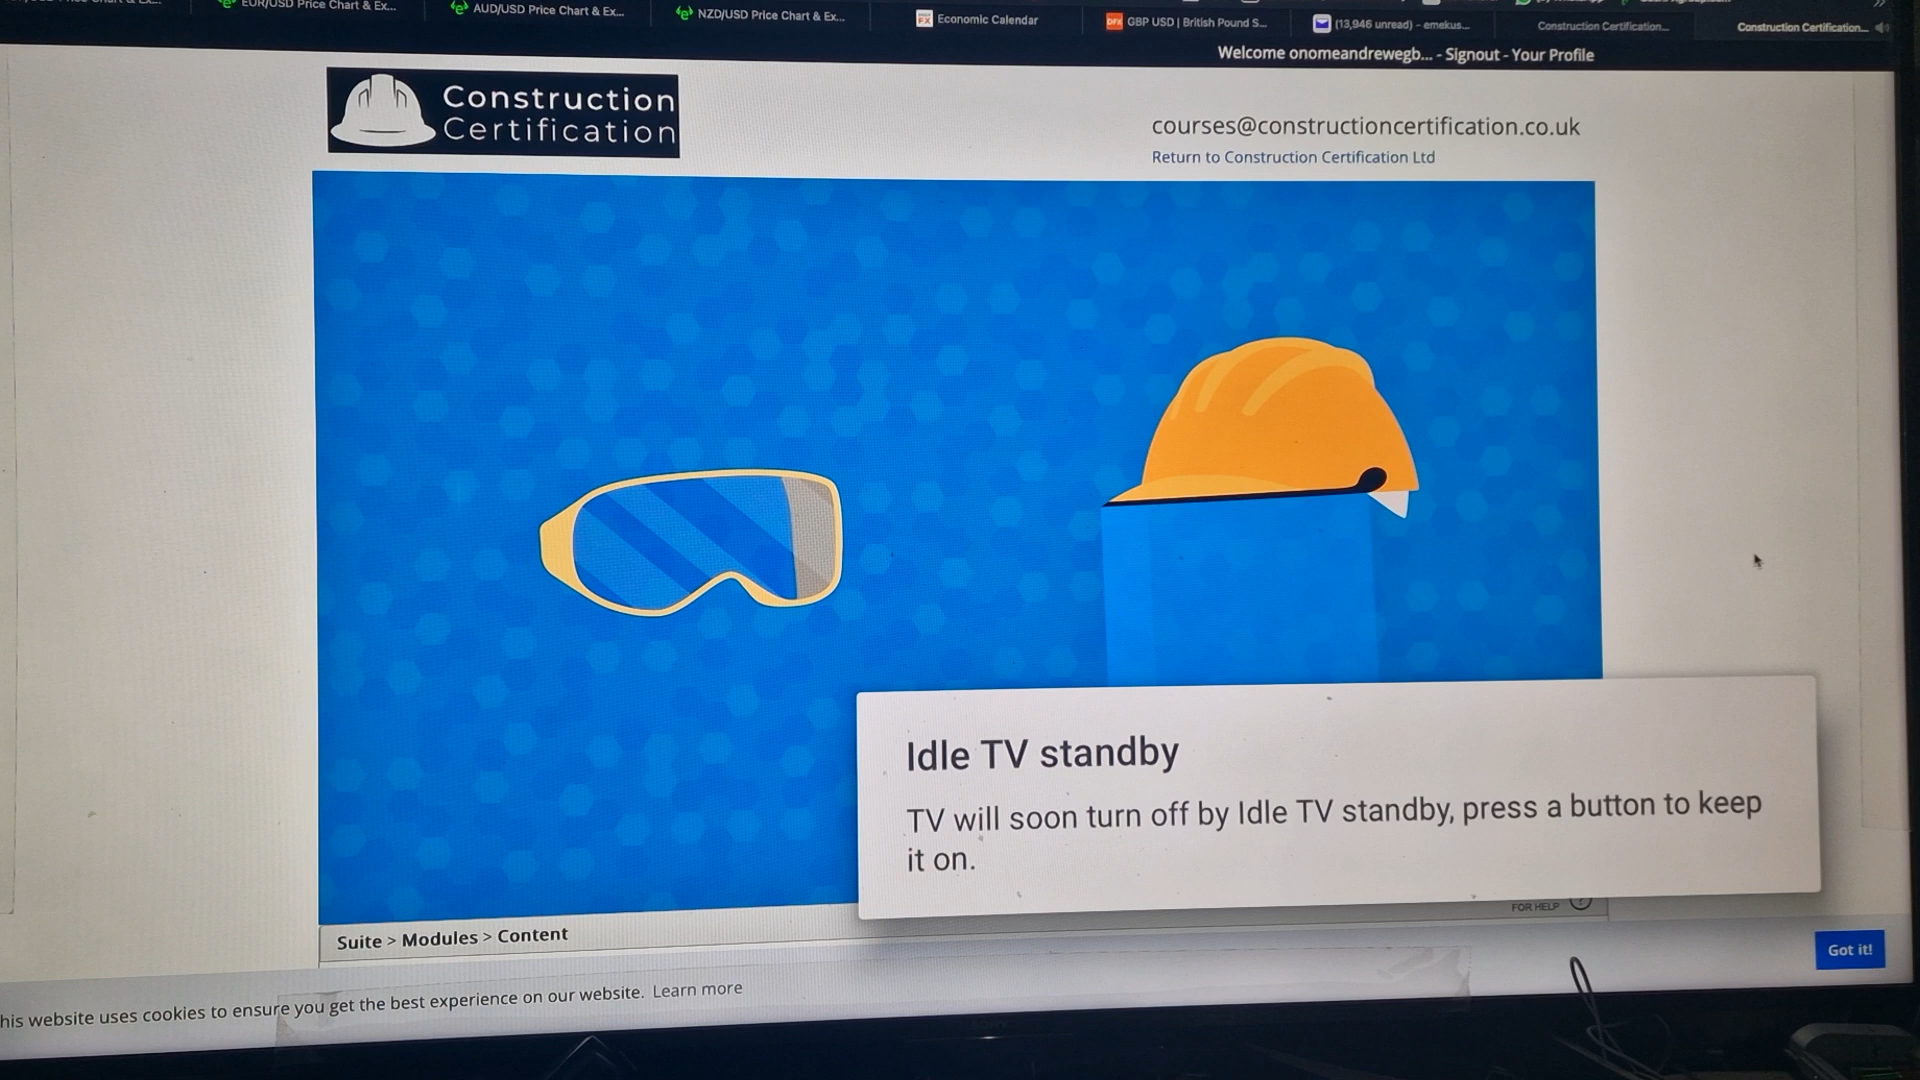 EUR/USD Price Chart & Ex...
AUD/USD Price Chart & Ex...
NZD/USD Price Chart & Ex...
Economic Calendar
GBP USD | British Pound S...
(13,946 unread) - emekus...
Construction Certification...
Construction Certification...
Welcome onomeandrewegb... - Signout - Your Profile
Construction
Certification
courses@constructioncertification.co.uk
Return to Construction Certification Ltd
Idle TV standby
TV will soon turn off by Idle TV standby, press a button to keep
it on.
FOR HELP
Suite > Modules > Content
Got it!
his website uses cookies to ensure you get the best experience on our website. Learn more